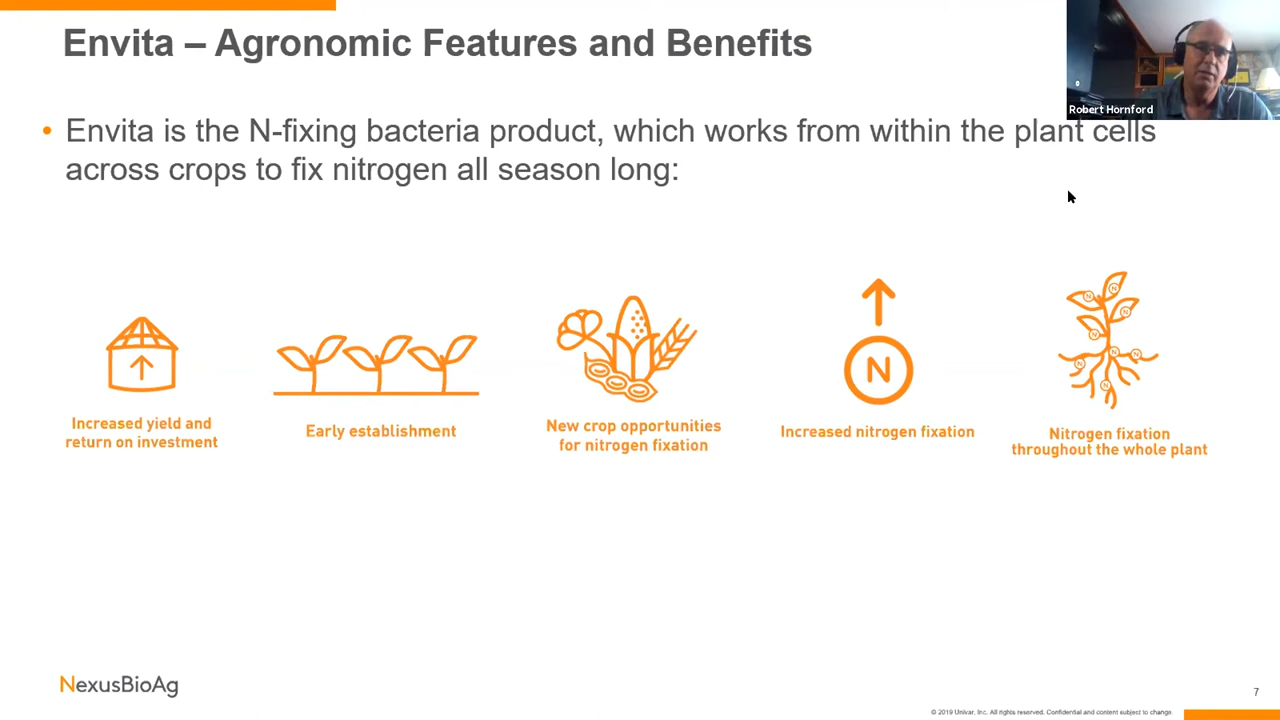 Envita – Agronomic Features and Benefits
Robert Hornford
• Envita is the N-fixing bacteria product, which works from within the plant cells
across crops to fix nitrogen all season long:
N
N
N
N
N
N
N
N
N
Increased yield and
return on investment
Early establishment
New crop opportunities
for nitrogen fixation
Increased nitrogen fixation
Nitrogen fixation
throughout the whole plant
NexusBioAg
7
© 2019 Univar, Inc. All rights reserved. Confidential and content subject to change.